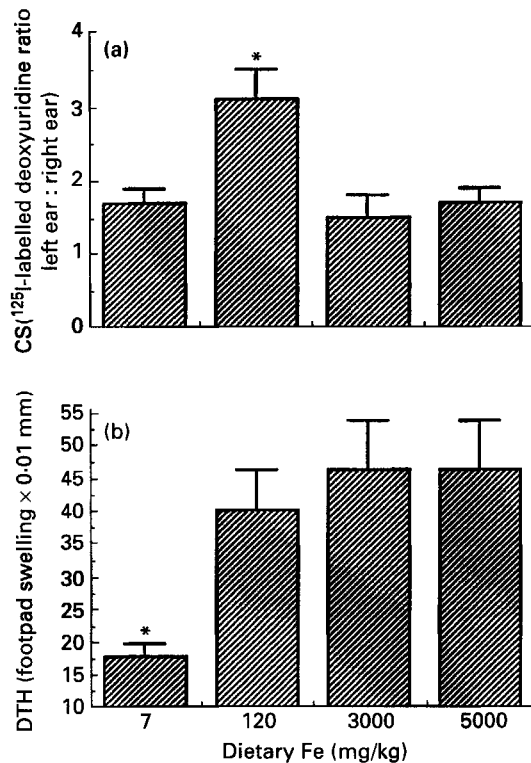 (a)
*
CS(¹²⁵I-labelled deoxyuridine ratio
left ear : right ear)
4
3
2
1
0
(b)
*
DTH (footpad swelling × 0·01 mm)
55
50
45
40
35
30
25
20
15
10
7 120 3000 5000
Dietary Fe (mg/kg)